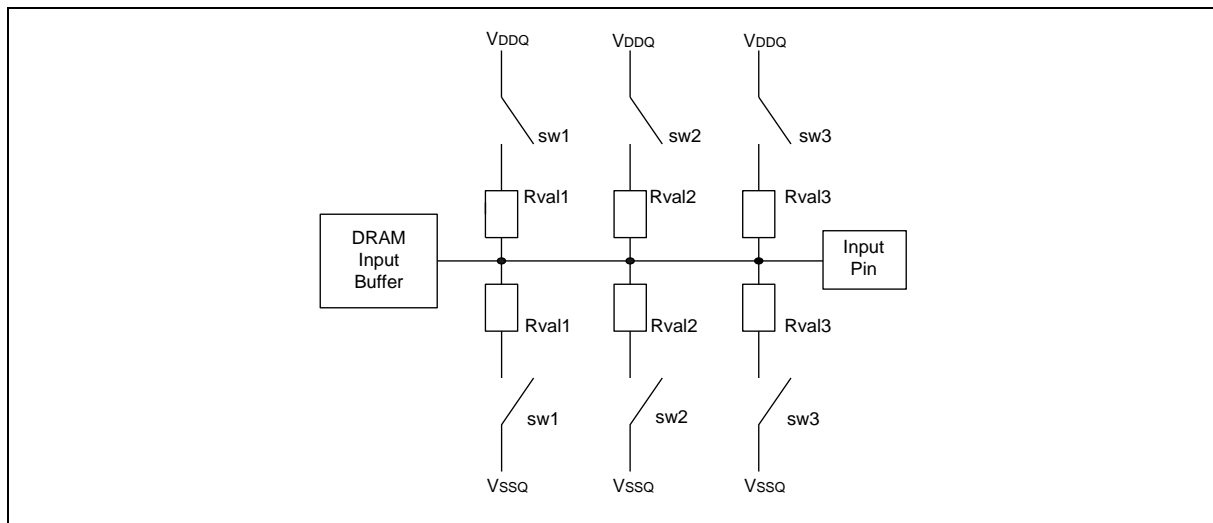 VDDQ VDDQ VDDQ
sw1 sw2 sw3
Rval1 Rval2 Rval3
DRAM
Input
Buffer
Input
Pin
Rval1 Rval2 Rval3
sw1 sw2 sw3
VSSQ VSSQ VSSQ